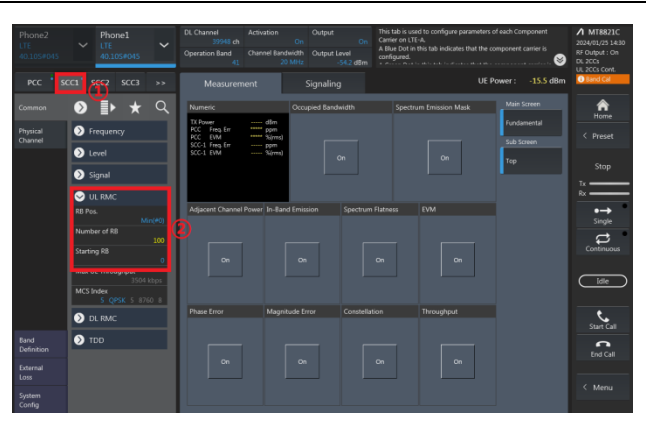 Phone2
LTE
40.105#045
Phone1
LTE
40.105#045
DL Channel
39948 ch
Activation
On
Output
On
Operation Band
41
Channel Bandwidth
20 MHz
Output Level
-54.2 dBm
This tab is used to configure parameters of each Component
Carrier on LTE-A.
A Blue Dot in this tab indicates that the component carrier is
configured.
MT8821C
2024/01/25 14:30
RF Output : On
DL 2CCs
UL 2CCs Cont.
Band Cal
PCC
SCC1
SCC2
SCC3
>>
①
Measurement
Signaling
UE Power :
-15.5 dBm
Common
Physical
Channel
Frequency
Level
Signal
UL RMC
RB Pos.
Min(#0)
Number of RB
100
Starting RB
0
②
Max UL Throughput
3504 kbps
MCS Index
5 QPSK 5 8760 8
DL RMC
TDD
Band
Definition
External
Loss
System
Config
Numeric
TX Power ----- dBm
PCC Freq. Err ----- ppm
PCC EVM ----- %(rms)
SCC-1 Freq. Err ----- ppm
SCC-1 EVM ----- %(rms)
Occupied Bandwidth
On
Spectrum Emission Mask
On
Adjacent Channel Power
On
In-Band Emission
On
Spectrum Flatness
On
EVM
On
Phase Error
On
Magnitude Error
On
Constellation
On
Throughput
On
Main Screen
Fundamental
Sub Screen
Top
Home
< Preset
Stop
Tx
Rx
Single
Continuous
Idle
Start Call
End Call
< Menu